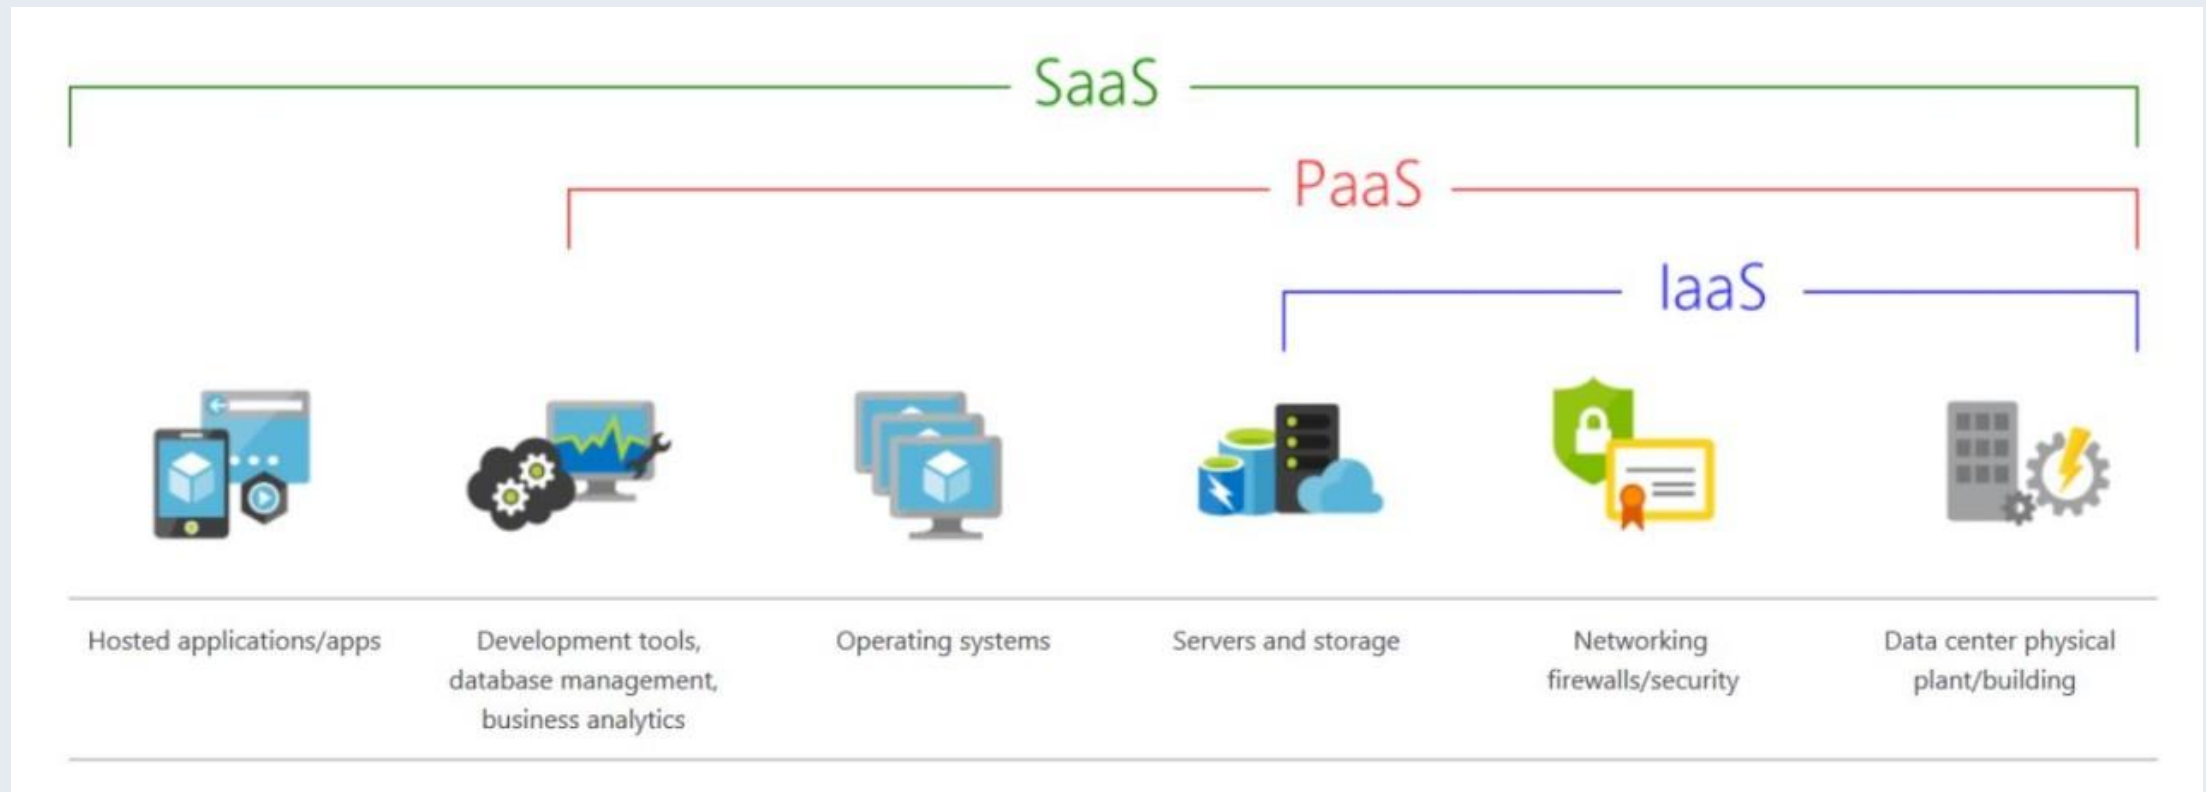 SaaS
PaaS
IaaS
Hosted applications/apps
Development tools,
database management,
business analytics
Operating systems
Servers and storage
Networking
firewalls/security
Data center physical
plant/building